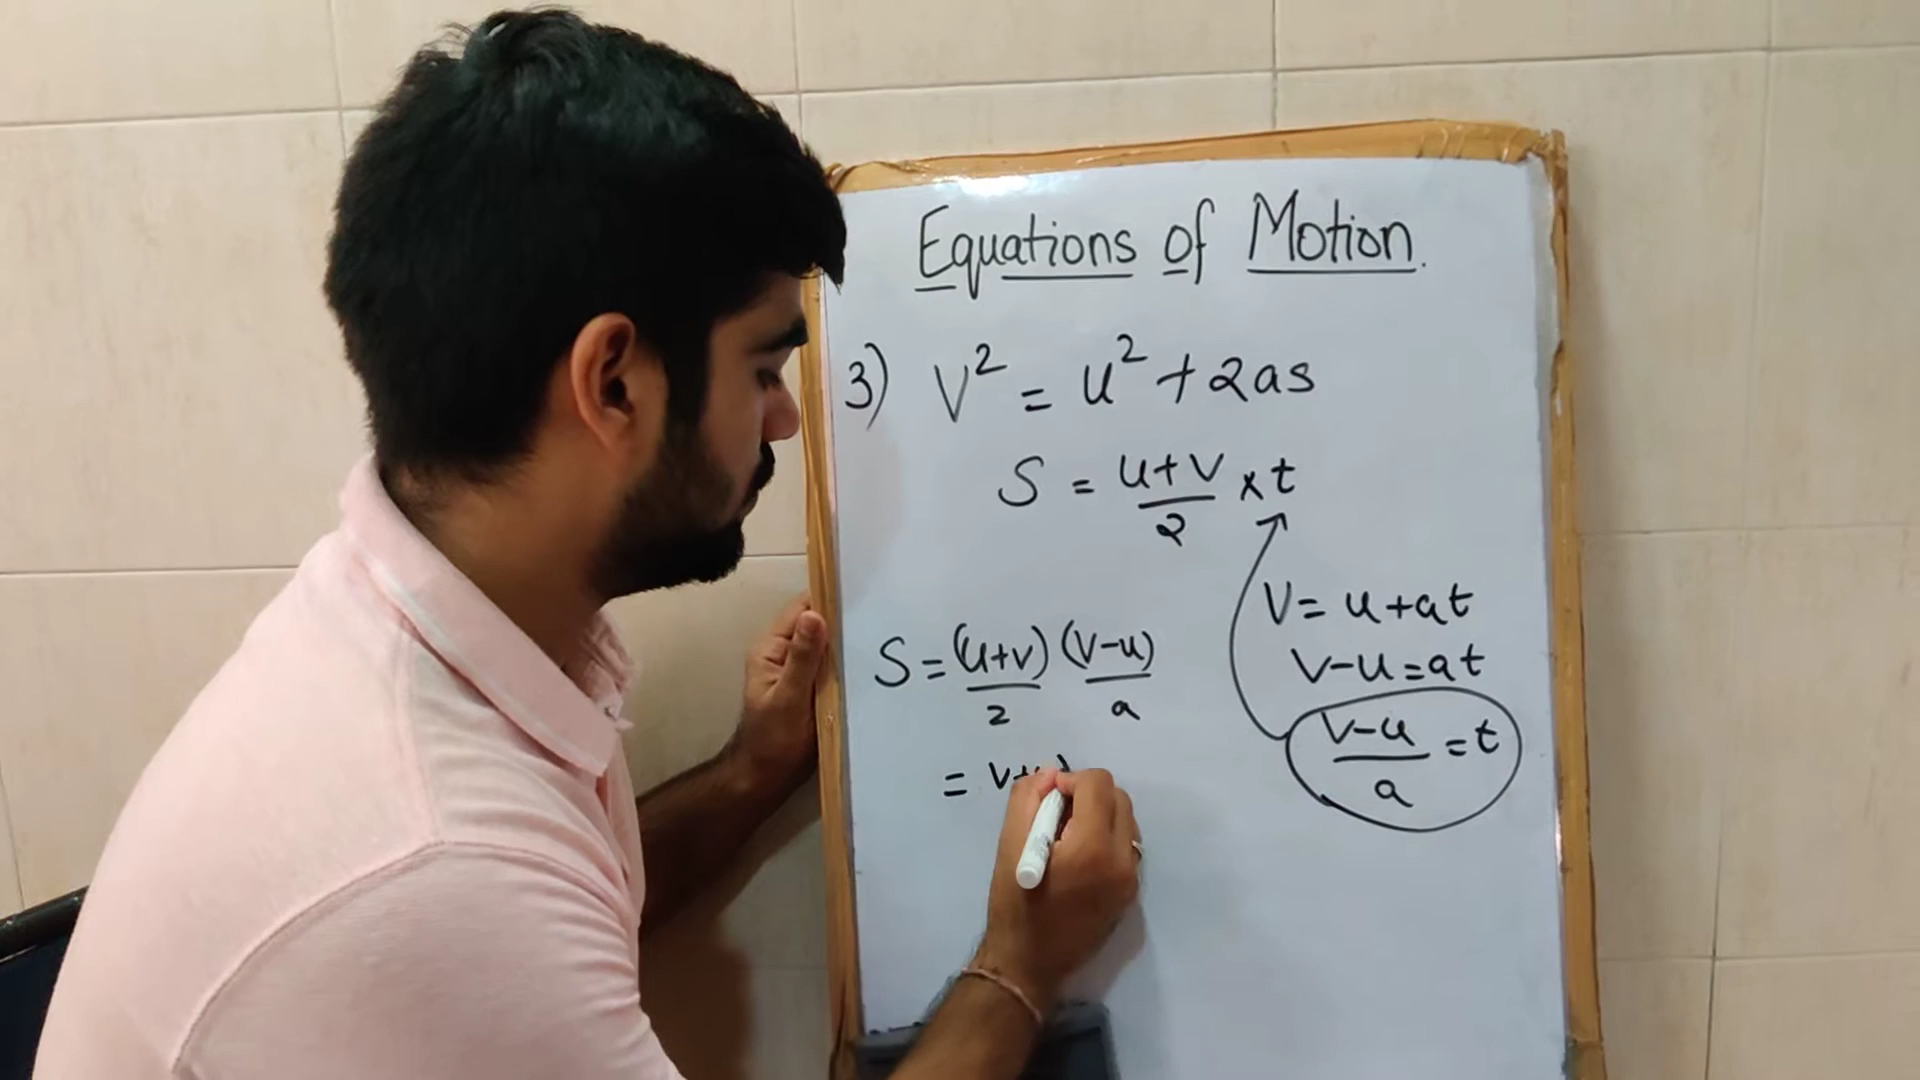 Equations of Motion.
3) V² = u² + 2as
S = u+v/2 × t
V = u+at
v-u=at
v-u/a = t
S = (u+v)/2 (v-u)/a
=